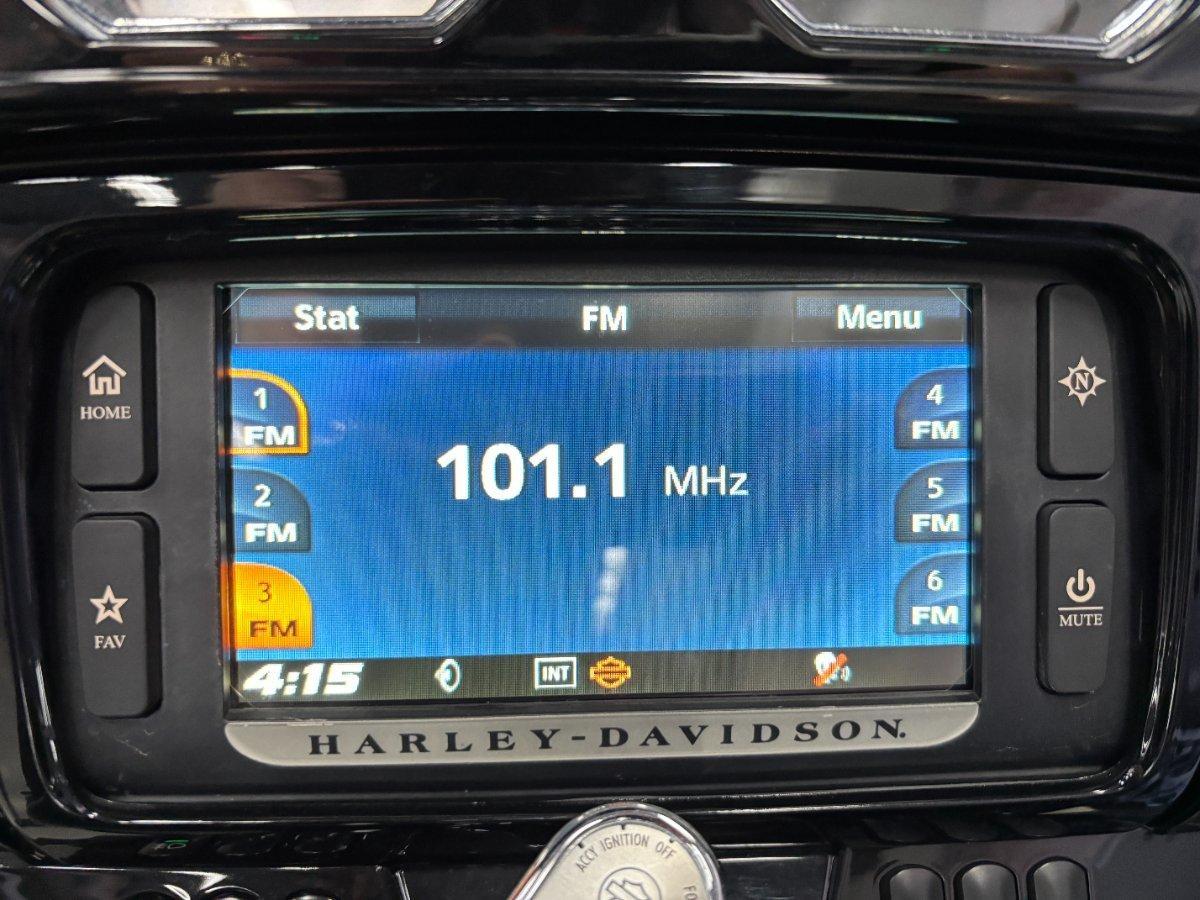 Stat FM Menu
HOME
N
1
FM
4
FM
101.1 MHz
2
FM
5
FM
3
FM
6
FM
FAV
MUTE
4:15 INT
HARLEY-DAVIDSON.
ACCY IGNITION OFF